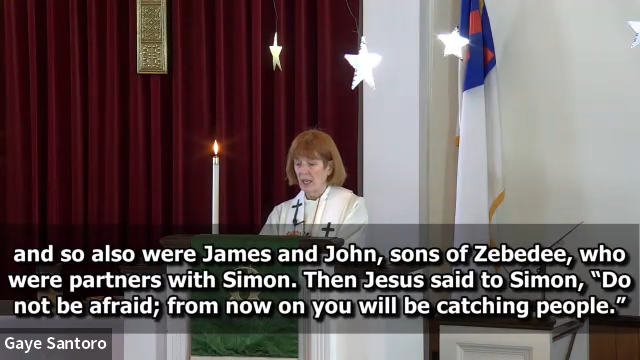 and so also were James and John, sons of Zebedee, who
were partners with Simon. Then Jesus said to Simon, “Do
not be afraid; from now on you will be catching people.”
Gaye Santoro